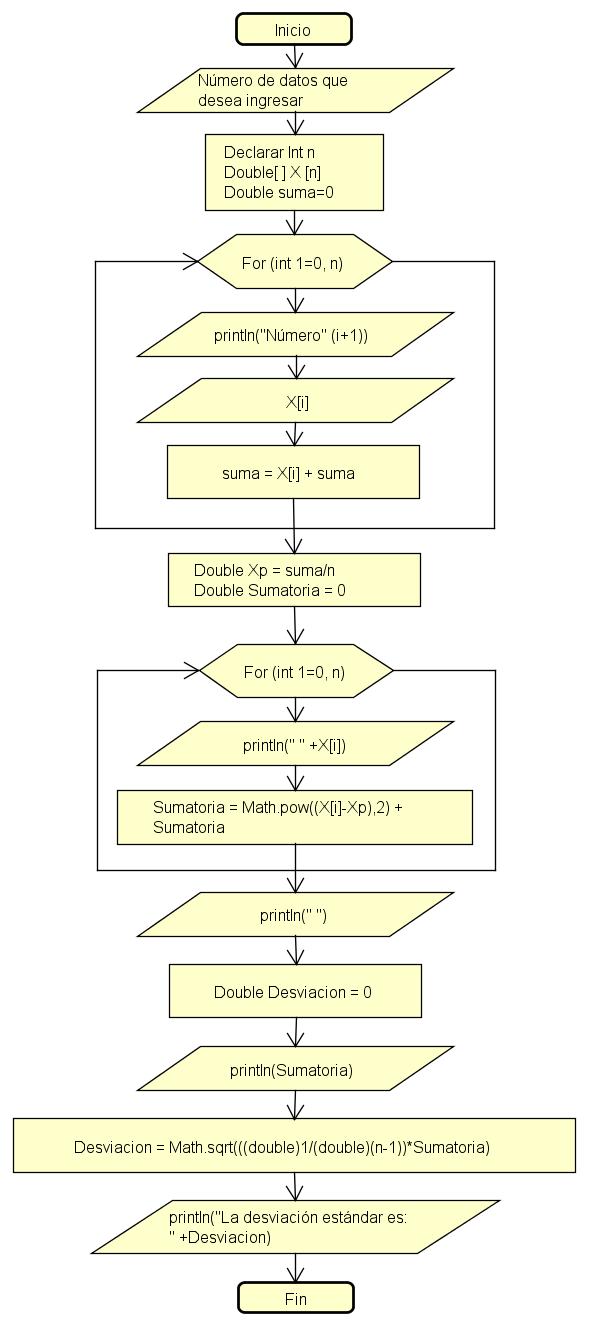 Inicio
Número de datos que
desea ingresar
Declarar Int n
Double[ ] X [n]
Double suma=0
For (int 1=0, n)
println("Número" (i+1))
X[i]
suma = X[i] + suma
Double Xp = suma/n
Double Sumatoria = 0
For (int 1=0, n)
println(" " +X[i])
Sumatoria = Math.pow((X[i]-Xp),2) +
Sumatoria
println(" ")
Double Desviacion = 0
println(Sumatoria)
Desviacion = Math.sqrt(((double)1/(double)(n-1))*Sumatoria)
println("La desviación estándar es:
" +Desviacion)
Fin